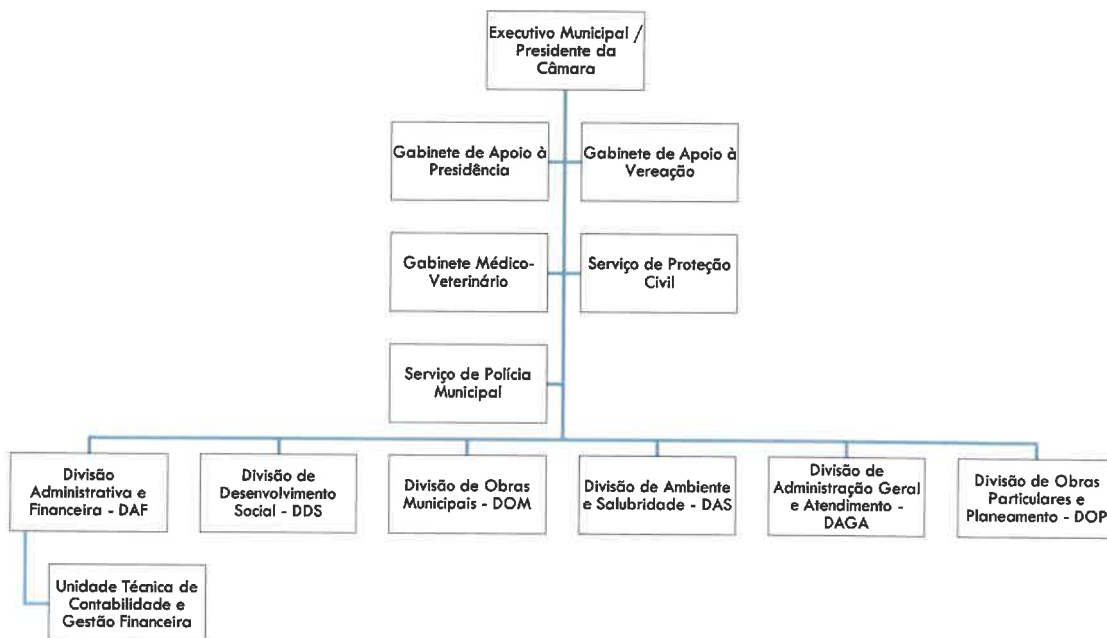 Executivo Municipal /
Presidente da
Câmara
Gabinete de Apoio à
Presidência
Gabinete de Apoio à
Vereação
Gabinete Médico-
Veterinário
Serviço de Proteção
Civil
Serviço de Polícia
Municipal
Divisão
Administrativa e
Financeira - DAF
Divisão de
Desenvolvimento
Social - DDS
Divisão de Obras
Municipais - DOM
Divisão de Ambiente
e Salubridade - DAS
Divisão de
Administração Geral
e Atendimento -
DAGA
Divisão de Obras
Particulares e
Planeamento - DOP
Unidade Técnica de
Contabilidade e
Gestão Financeira